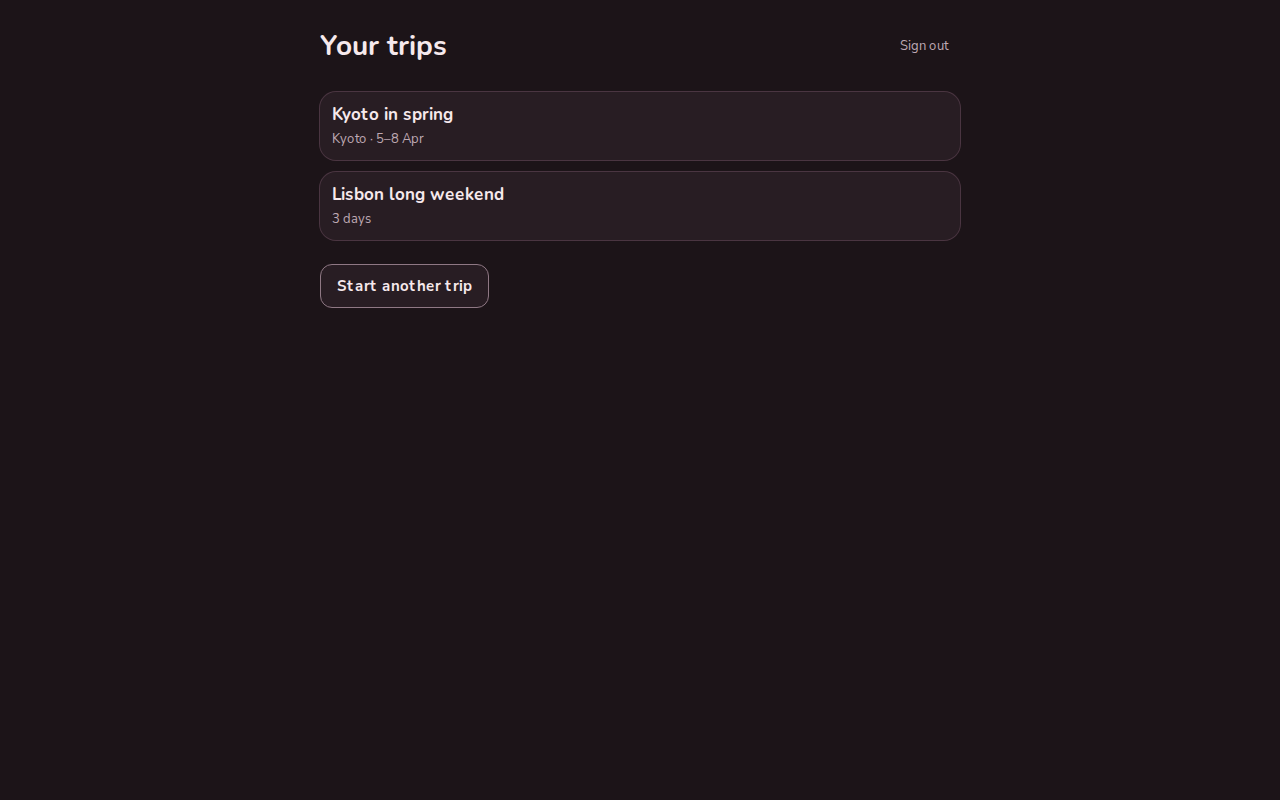 Your trips
Sign out
Kyoto in spring
Kyoto · 5–8 Apr
Lisbon long weekend
3 days
Start another trip